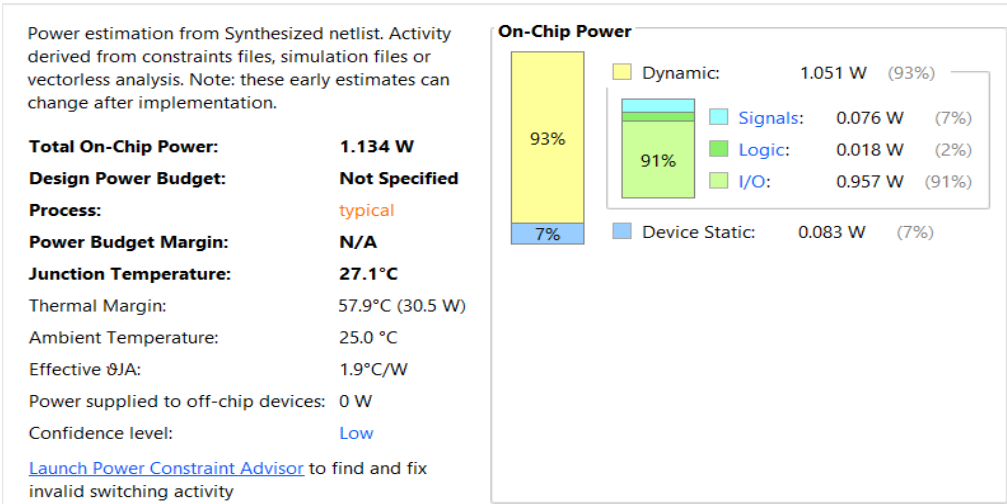 Power estimation from Synthesized netlist. Activity
derived from constraints files, simulation files or
vectorless analysis. Note: these early estimates can
change after implementation.
Total On-Chip Power: 1.134 W
Design Power Budget: Not Specified
Process: typical
Power Budget Margin: N/A
Junction Temperature: 27.1°C
Thermal Margin: 57.9°C (30.5 W)
Ambient Temperature: 25.0 °C
Effective ϑJA: 1.9°C/W
Power supplied to off-chip devices: 0 W
Confidence level: Low
Launch Power Constraint Advisor to find and fix
invalid switching activity
On-Chip Power
93%
7%
Dynamic: 1.051 W (93%)
91%
Signals: 0.076 W (7%)
Logic: 0.018 W (2%)
I/O: 0.957 W (91%)
Device Static: 0.083 W (7%)